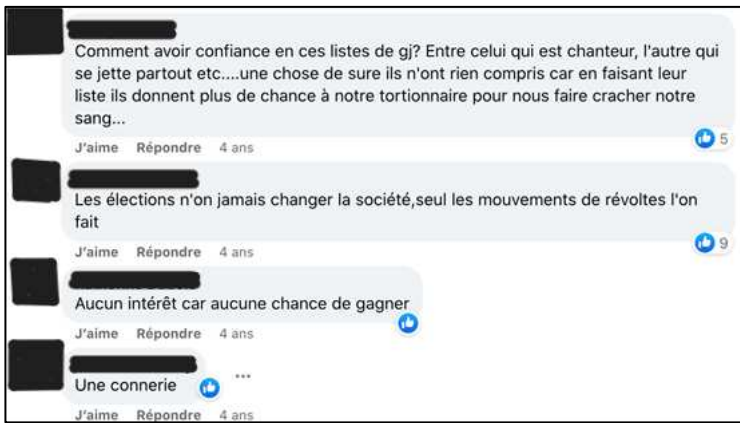 Comment avoir confiance en ces listes de gj? Entre celui qui est chanteur, l'autre qui
se jette partout etc....une chose de sure ils n'ont rien compris car en faisant leur
liste ils donnent plus de chance à notre tortionnaire pour nous faire cracher notre
sang...
5
J'aime Répondre 4 ans
Les élections n'on jamais changer la société,seul les mouvements de révoltes l'on
fait
9
J'aime Répondre 4 ans
Aucun intérêt car aucune chance de gagner
J'aime Répondre 4 ans
Une connerie
J'aime Répondre 4 ans